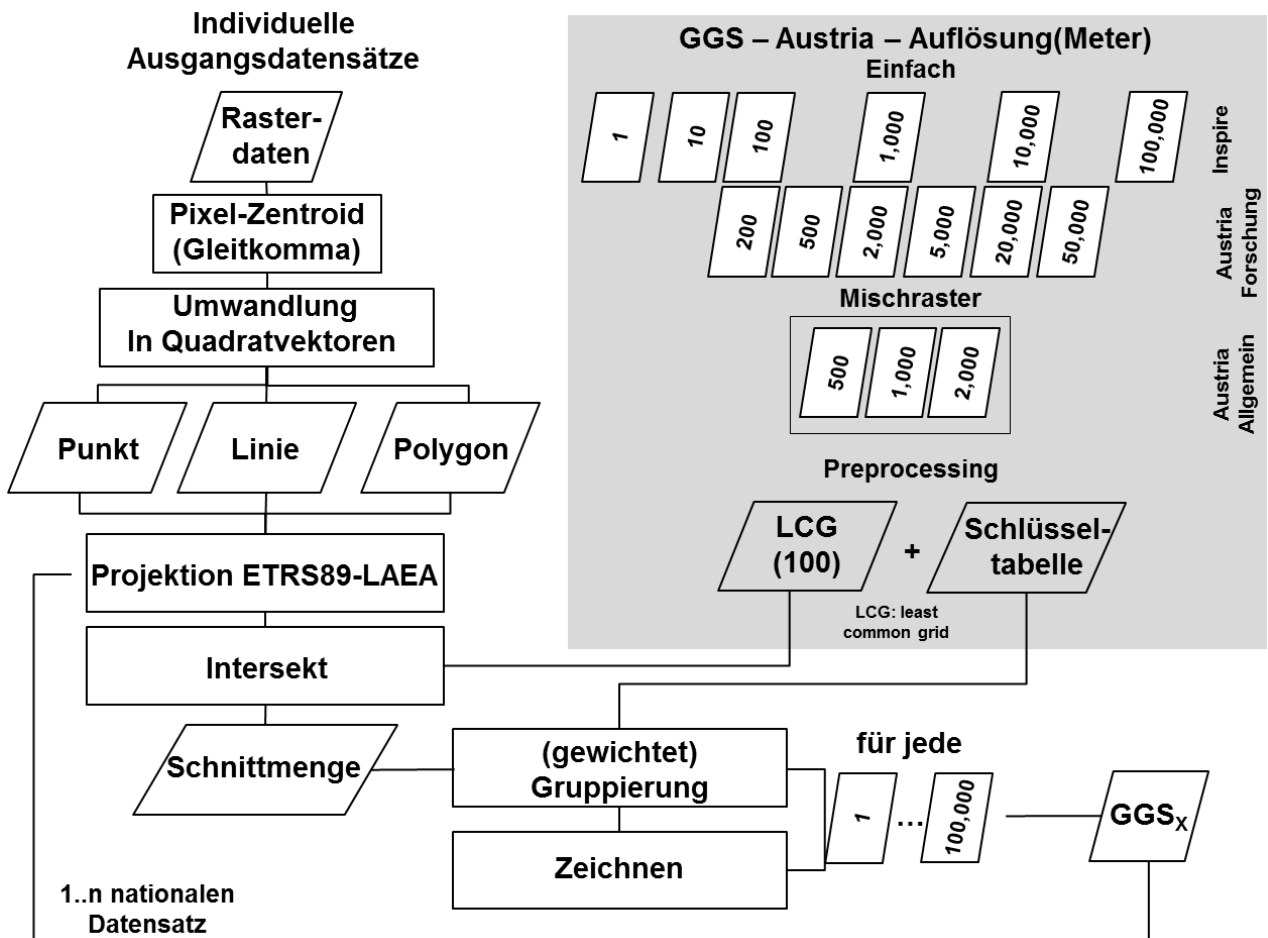 Individuelle
Ausgangsdatensätze
Raster-
daten
Pixel-Zentroid
(Gleitkomma)
Umwandlung
In Quadratvektoren
Punkt
Linie
Polygon
Projektion ETRS89-LAEA
Intersekt
Schnittmenge
1..n nationalen
Datensatz
GGS – Austria – Auflösung(Meter)
Einfach
1
10
100
1,000
10,000
100,000
Inspire
200
500
2,000
5,000
20,000
50,000
Austria
Forschung
Mischraster
500
1,000
2,000
Austria
Allgemein
Preprocessing
LCG
(100)
+
Schlüssel-
tabelle
LCG: least
common grid
(gewichtet)
Gruppierung
Zeichnen
für jede
1
...
100,000
GGSX